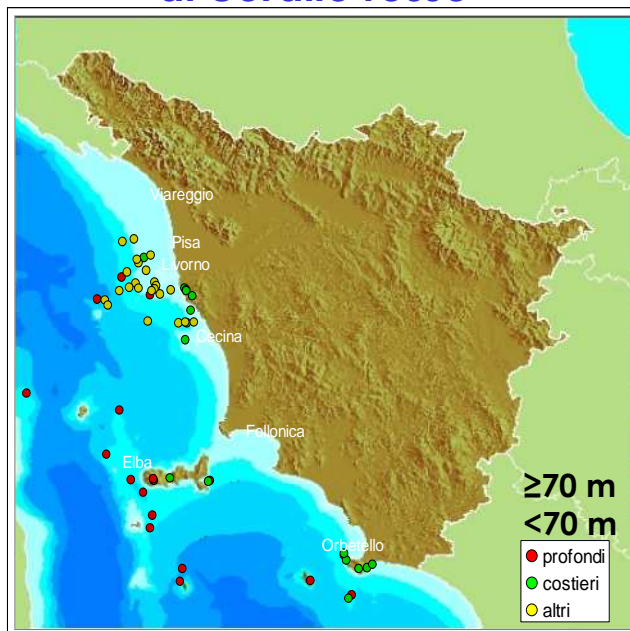 Viareggio
Pisa
Livorno
Cecina
Follonica
Elba
Orbetello
≥70 m
<70 m
profondi
costieri
altri